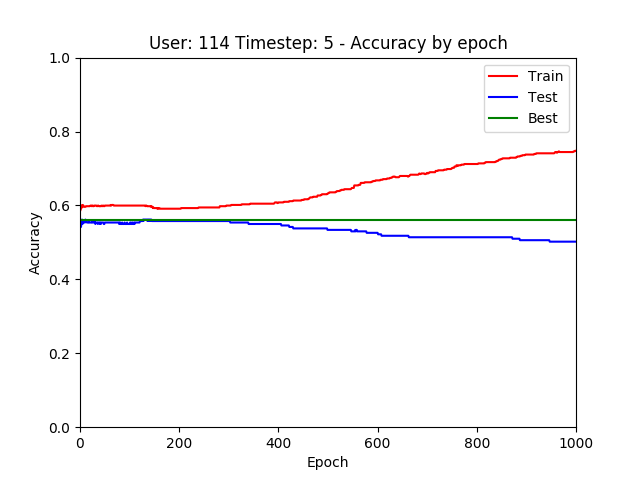 User: 114 Timestep: 5 - Accuracy by epoch
Train
Test
Best
Accuracy
1.0
0.8
0.6
0.4
0.2
0.0
0 200 400 600 800 1000
Epoch